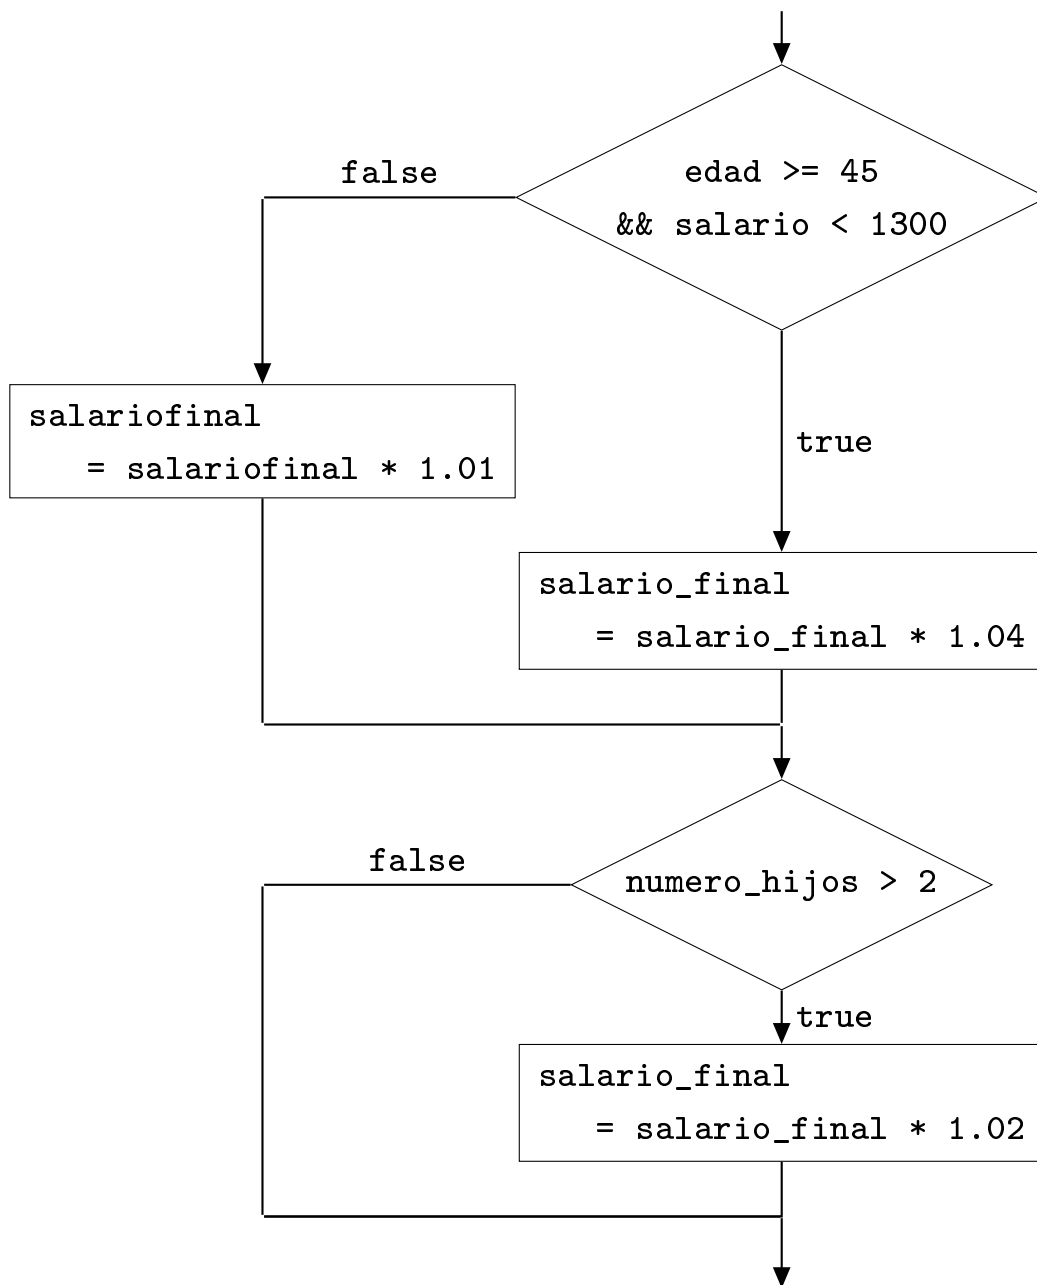 edad >= 45
&& salario < 1300
false
salariofinal
= salariofinal * 1.01
true
salario_final
= salario_final * 1.04
false
numero_hijos > 2
true
salario_final
= salario_final * 1.02